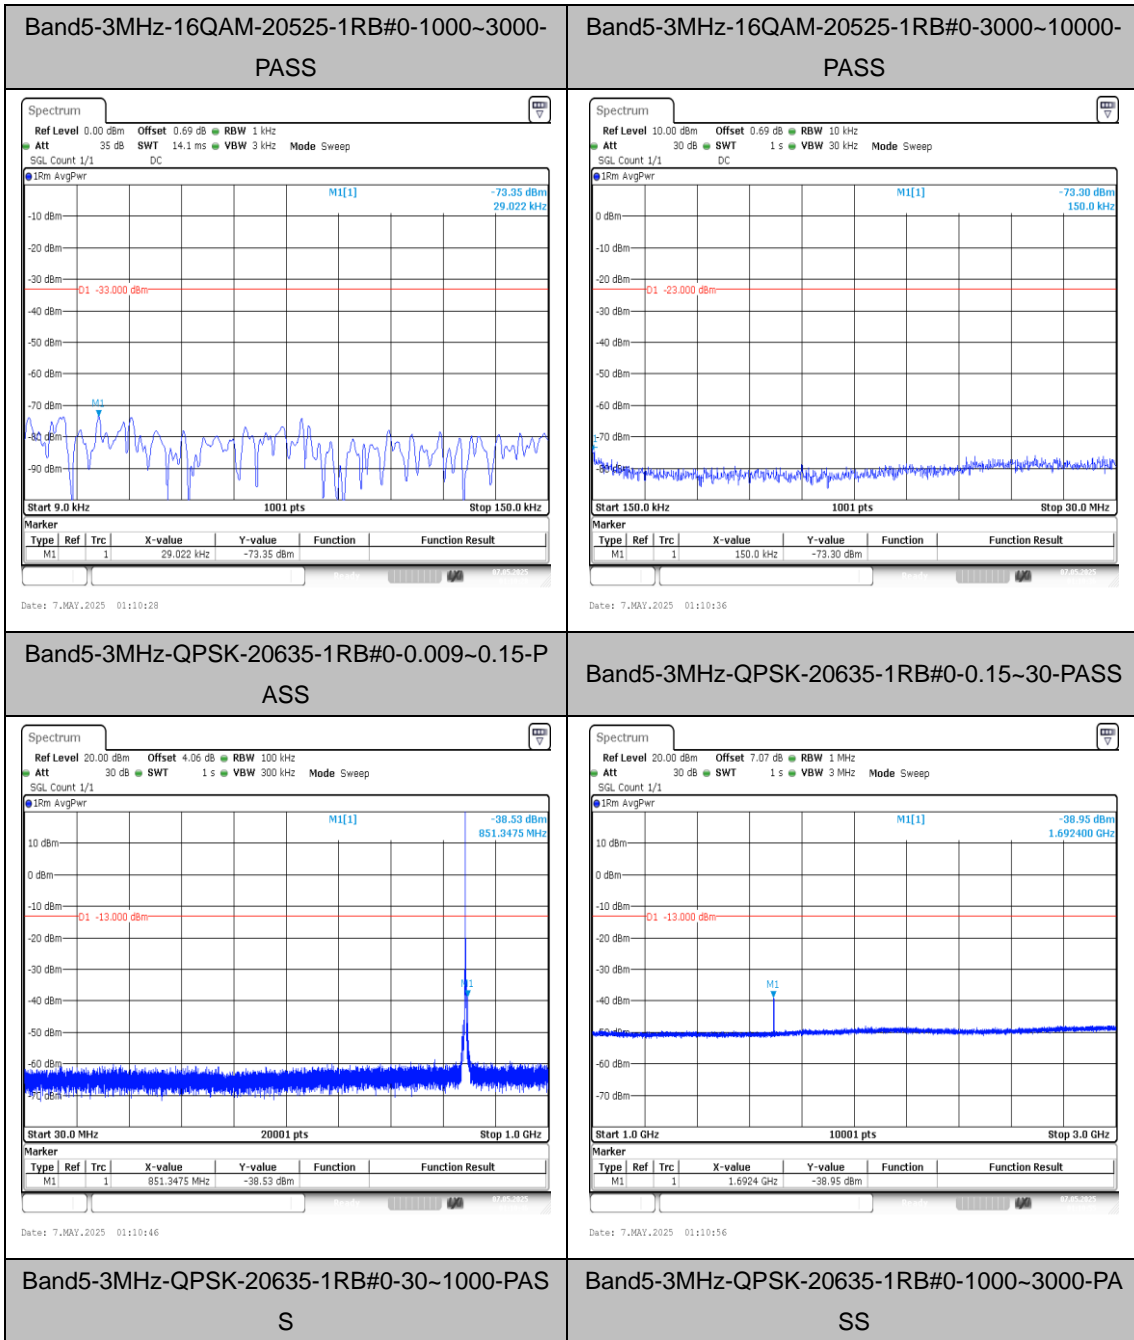 Band5-3MHz-16QAM-20525-1RB#0-1000~3000-
PASS
Band5-3MHz-16QAM-20525-1RB#0-3000~10000-
PASS
Spectrum
Ref Level 0.00 dBm Offset 0.69 dB RBW 1 kHz
Att 35 dB SWT 14.1 ms VBW 3 kHz Mode Sweep
SGL Count 1/1 DC
1Rm AvgPwr
M1[1] -73.35 dBm
29.022 kHz
-10 dBm
-20 dBm
-30 dBm
D1 -33.000 dBm
-40 dBm
-50 dBm
-60 dBm
-70 dBm
M1
-80 dBm
-90 dBm
Start 9.0 kHz 1001 pts Stop 150.0 kHz
Marker
Type Ref Trc X-value Y-value Function Function Result
M1 1 29.022 kHz -73.35 dBm
07.05.2025
Date: 7.MAY.2025 01:10:28
Spectrum
Ref Level 10.00 dBm Offset 0.69 dB RBW 10 kHz
Att 30 dB SWT 1 s VBW 30 kHz Mode Sweep
SGL Count 1/1 DC
1Rm AvgPwr
M1[1] -73.30 dBm
150.0 kHz
0 dBm
-10 dBm
-20 dBm
D1 -23.000 dBm
-30 dBm
-40 dBm
-50 dBm
-60 dBm
-70 dBm
-80 dBm
Start 150.0 kHz 1001 pts Stop 30.0 MHz
Marker
Type Ref Trc X-value Y-value Function Function Result
M1 1 150.0 kHz -73.30 dBm
07.05.2025
Date: 7.MAY.2025 01:10:36
Band5-3MHz-QPSK-20635-1RB#0-0.009~0.15-P
ASS
Band5-3MHz-QPSK-20635-1RB#0-0.15~30-PASS
Spectrum
Ref Level 20.00 dBm Offset 4.06 dB RBW 100 kHz
Att 30 dB SWT 1 s VBW 300 kHz Mode Sweep
SGL Count 1/1
1Rm AvgPwr
M1[1] -38.53 dBm
851.3475 MHz
10 dBm
0 dBm
-10 dBm
D1 -13.000 dBm
-20 dBm
-30 dBm
M1
-40 dBm
-50 dBm
-60 dBm
-70 dBm
Start 30.0 MHz 20001 pts Stop 1.0 GHz
Marker
Type Ref Trc X-value Y-value Function Function Result
M1 1 851.3475 MHz -38.53 dBm
07.05.2025
Date: 7.MAY.2025 01:10:46
Spectrum
Ref Level 20.00 dBm Offset 7.07 dB RBW 1 MHz
Att 30 dB SWT 1 s VBW 3 MHz Mode Sweep
SGL Count 1/1
1Rm AvgPwr
M1[1] -38.95 dBm
1.692400 GHz
10 dBm
0 dBm
-10 dBm
D1 -13.000 dBm
-20 dBm
-30 dBm
M1
-40 dBm
-50 dBm
-60 dBm
-70 dBm
Start 1.0 GHz 10001 pts Stop 3.0 GHz
Marker
Type Ref Trc X-value Y-value Function Function Result
M1 1 1.6924 GHz -38.95 dBm
07.05.2025
Date: 7.MAY.2025 01:10:56
Band5-3MHz-QPSK-20635-1RB#0-30~1000-PAS
S
Band5-3MHz-QPSK-20635-1RB#0-1000~3000-PA
SS